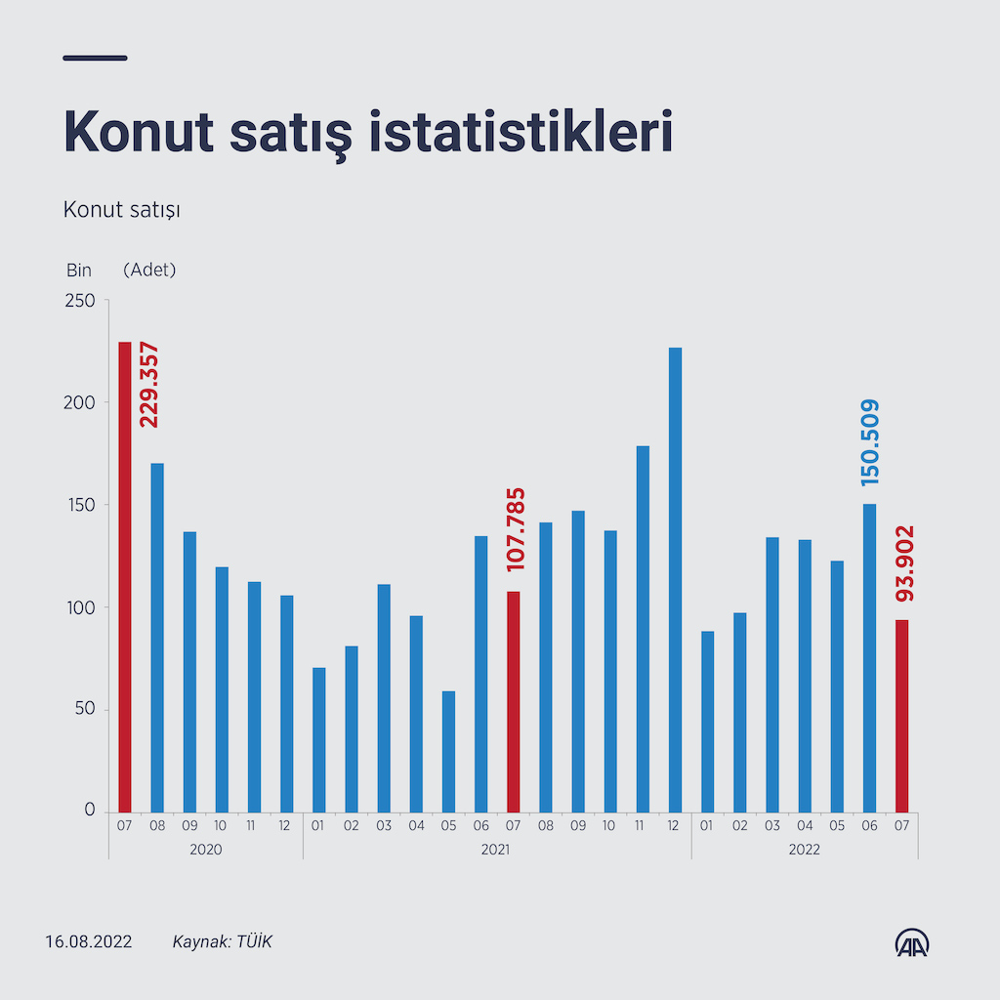 Konut satış istatistikleri
Konut satışı
Bin (Adet)
250
200
150
100
50
0
229.357
107.785
150.509
93.902
07 08 09 10 11 12 01 02 03 04 05 06 07 08 09 10 11 12 01 02 03 04 05 06 07
2020 2021 2022
16.08.2022 Kaynak: TÜİK
AA